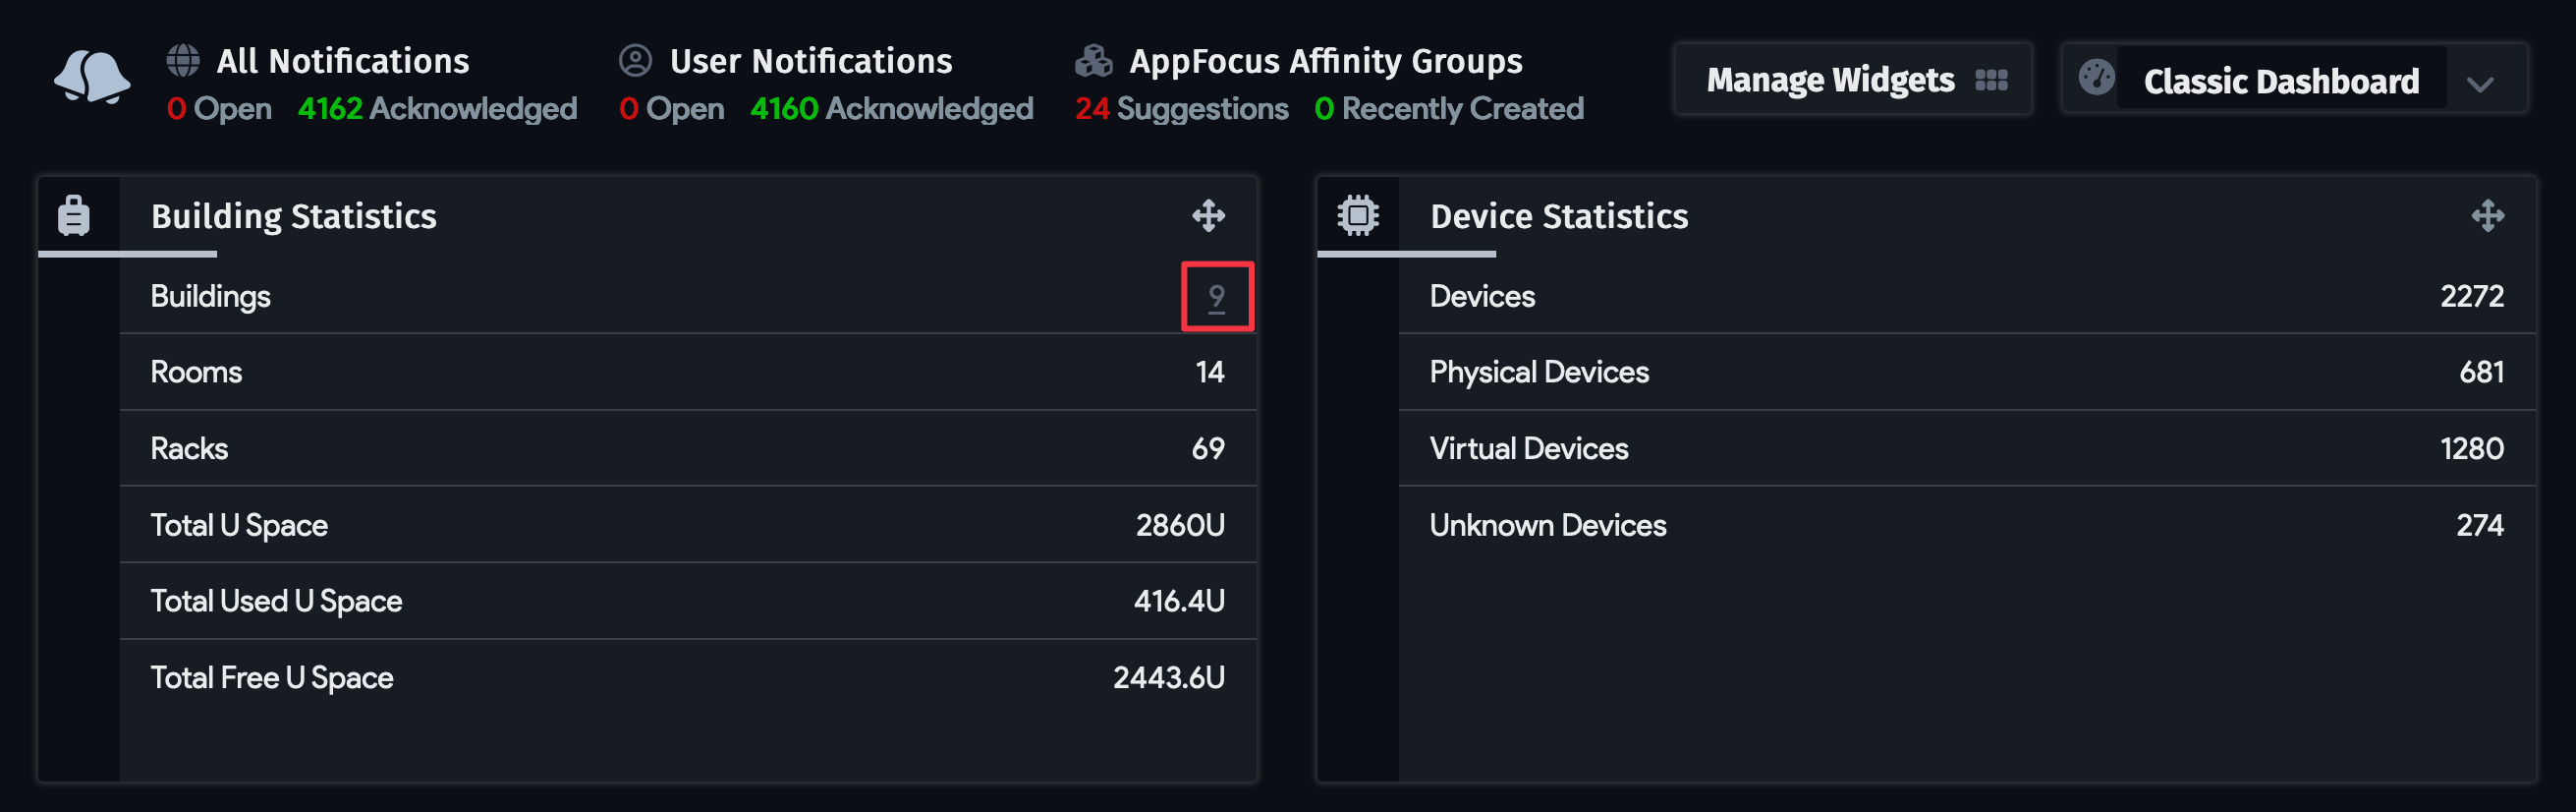 All Notifications
0 Open 4162 Acknowledged
User Notifications
0 Open 4160 Acknowledged
AppFocus Affinity Groups
24 Suggestions 0 Recently Created
Manage Widgets
Classic Dashboard
Building Statistics
Buildings 9
Rooms 14
Racks 69
Total U Space 2860U
Total Used U Space 416.4U
Total Free U Space 2443.6U
Device Statistics
Devices 2272
Physical Devices 681
Virtual Devices 1280
Unknown Devices 274